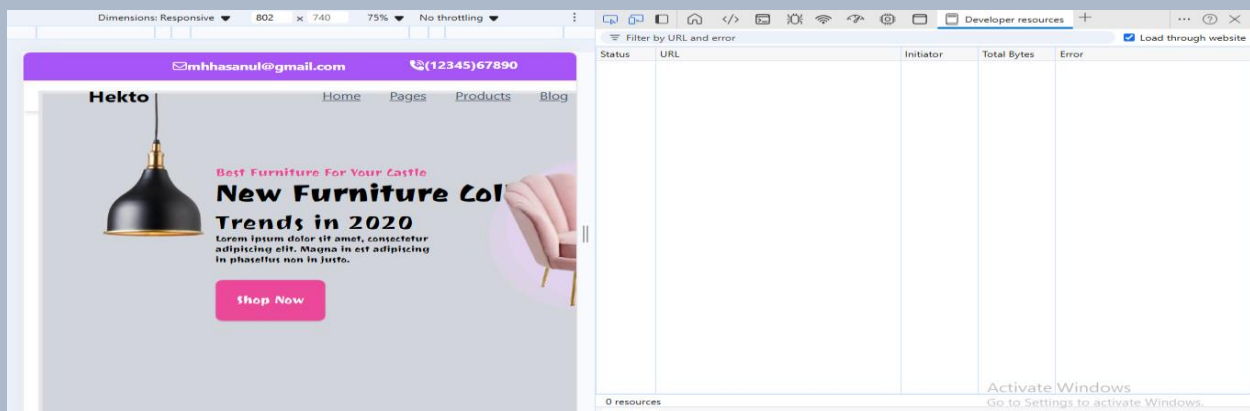 Dimensions: Responsive 802 × 740 75% No throttling
Developer resources
Filter by URL and error
Load through website
Status URL Initiator Total Bytes Error
mhhasanul@gmail.com (12345)67890
Hekto Home Pages Products Blog
Best Furniture For Your Castle
New Furniture Col
Trends in 2020
Lorem ipsum dolor sit amet, consectetur
adipiscing elit. Magna in est adipiscing
in phasellus non in justo.
Shop Now
0 resources
Activate Windows
Go to Settings to activate Windows.